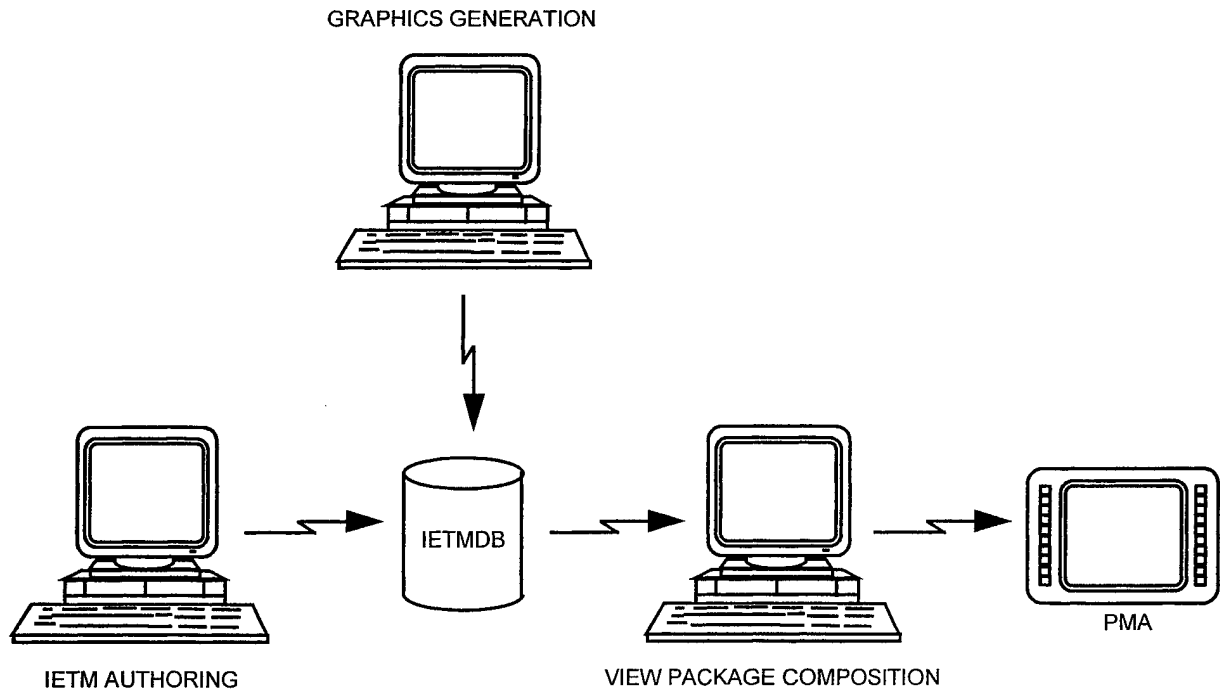 GRAPHICS GENERATION
IETMDB
PMA
IETM AUTHORING
VIEW PACKAGE COMPOSITION